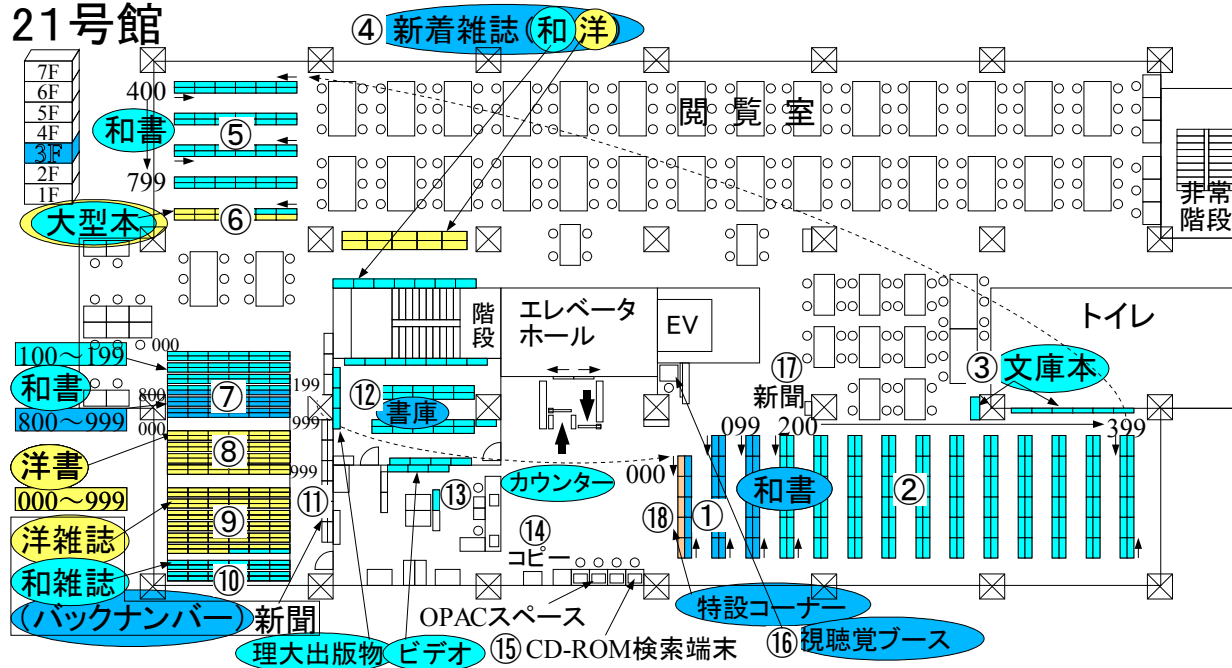 21号館
④ 新着雑誌(和 洋)
7F
6F
5F
4F
3F
2F
1F
400
和書
⑤
799
大型本
⑥
閲 覧 室
非常
階段
階段
エレベータ
ホール
EV
トイレ
⑰
新聞
③ 文庫本
100～199
和書
800～999
000
199
⑦
800
999
000
洋書
000～999
⑧
999
⑫
書庫
099
200
399
000
和書
②
①
⑱
洋雑誌
⑨
⑪
⑬
カウンター
⑭
コピー
和雑誌
⑩
(バックナンバー)
新聞
OPACスペース
特設コーナー
理大出版物
ビデオ
⑮ CD-ROM検索端末
⑯ 視聴覚ブース